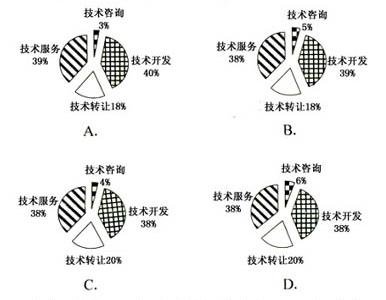 技术咨询
3%
技术服务
39%
技术开发
40%
技术转让18%
A.
技术咨询
5%
技术服务
38%
技术开发
39%
技术转让18%
B.
技术咨询
4%
技术服务
38%
技术开发
38%
技术转让20%
C.
技术咨询
6%
技术服务
38%
技术开发
38%
技术转让20%
D.